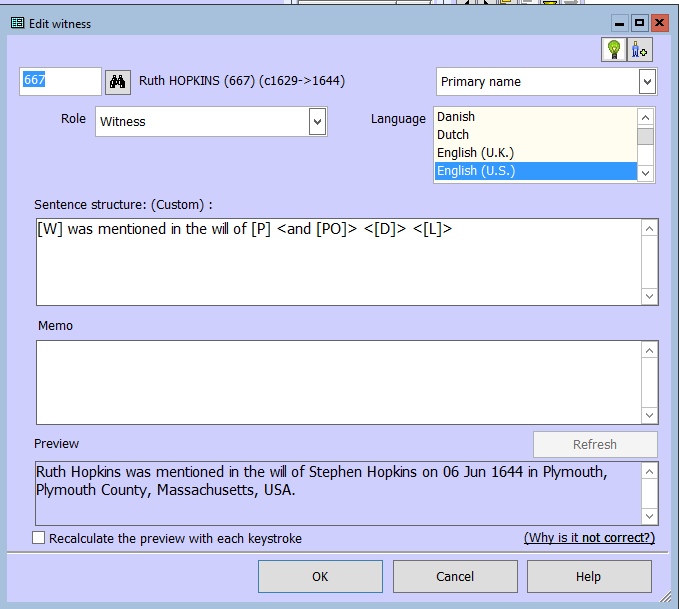 Edit witness
667
Ruth HOPKINS (667) (c1629->1644)
Primary name
Role
Witness
Language
Danish
Dutch
English (U.K.)
English (U.S.)
Sentence structure: (Custom) :
[W] was mentioned in the will of [P] <and [PO]> <[D]> <[L]>
Memo
Preview
Refresh
Ruth Hopkins was mentioned in the will of Stephen Hopkins on 06 Jun 1644 in Plymouth,
Plymouth County, Massachusetts, USA.
Recalculate the preview with each keystroke
(Why is it not correct?)
OK
Cancel
Help